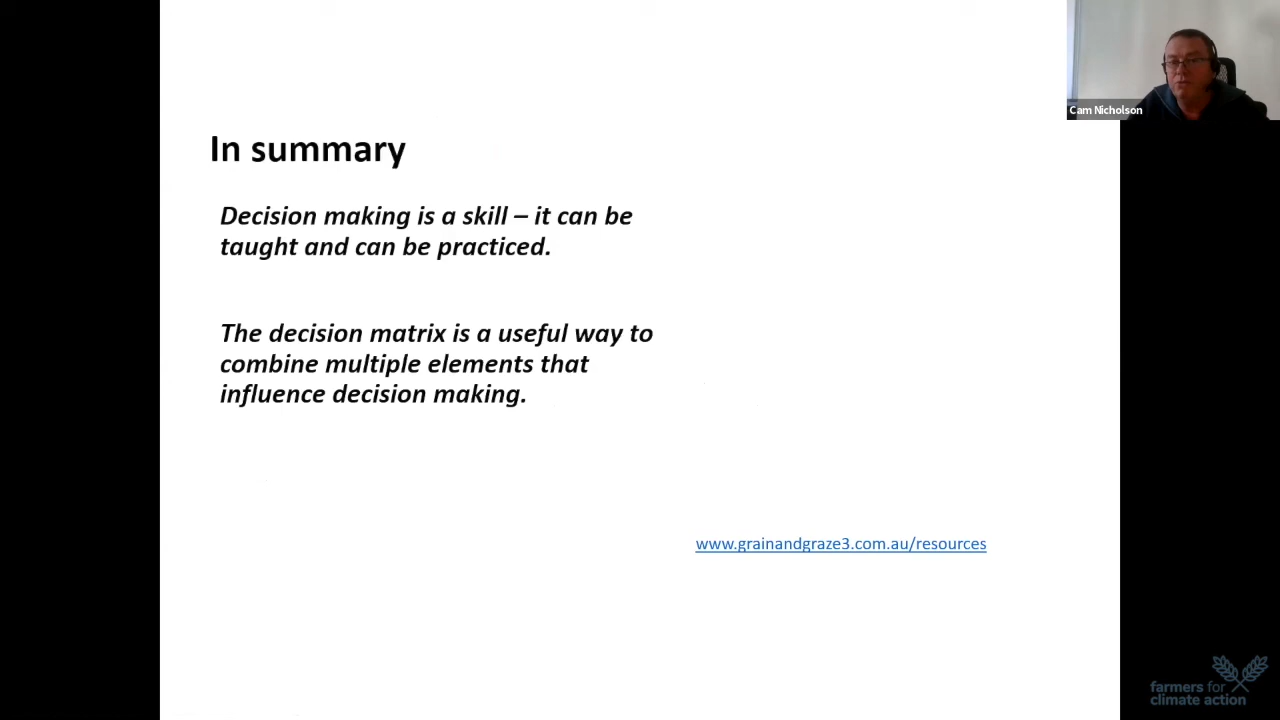 Cam Nicholson
In summary
Decision making is a skill – it can be
taught and can be practiced.
The decision matrix is a useful way to
combine multiple elements that
influence decision making.
www.grainandgraze3.com.au/resources
farmers for
climate action